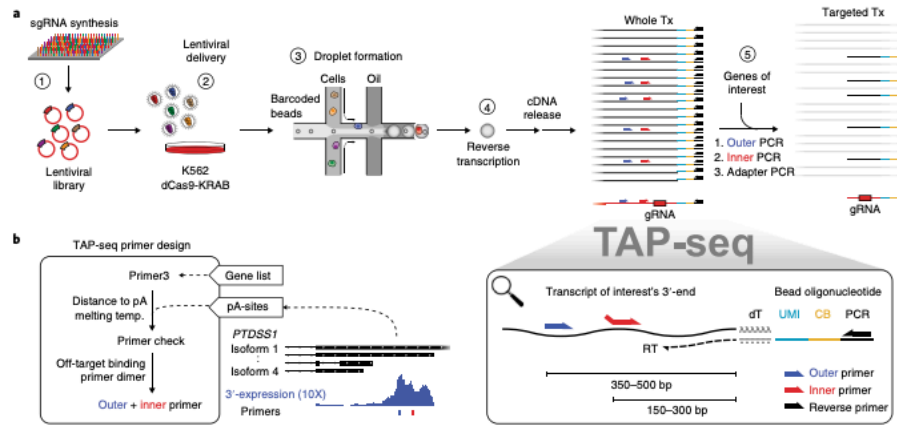 a
sgRNA synthesis
1
Lentiviral
library
Lentiviral
delivery
2
K562
dCas9-KRAB
3 Droplet formation
Cells Oil
Barcoded
beads
4
Reverse
transcription
cDNA
release
Whole Tx
gRNA
5
Genes of
interest
1. Outer PCR
2. Inner PCR
3. Adapter PCR
Targeted Tx
gRNA
TAP-seq
b
TAP-seq primer design
Primer3
Gene list
Distance to pA
melting temp.
pA-sites
Primer check
Off-target binding
primer dimer
Outer + inner primer
PTDSS1
Isoform 1
:
Isoform 4
3′-expression (10X)
Primers
Transcript of interest's 3′-end
Bead oligonucleotide
dT UMI CB PCR
RT
350–500 bp
150–300 bp
Outer primer
Inner primer
Reverse primer